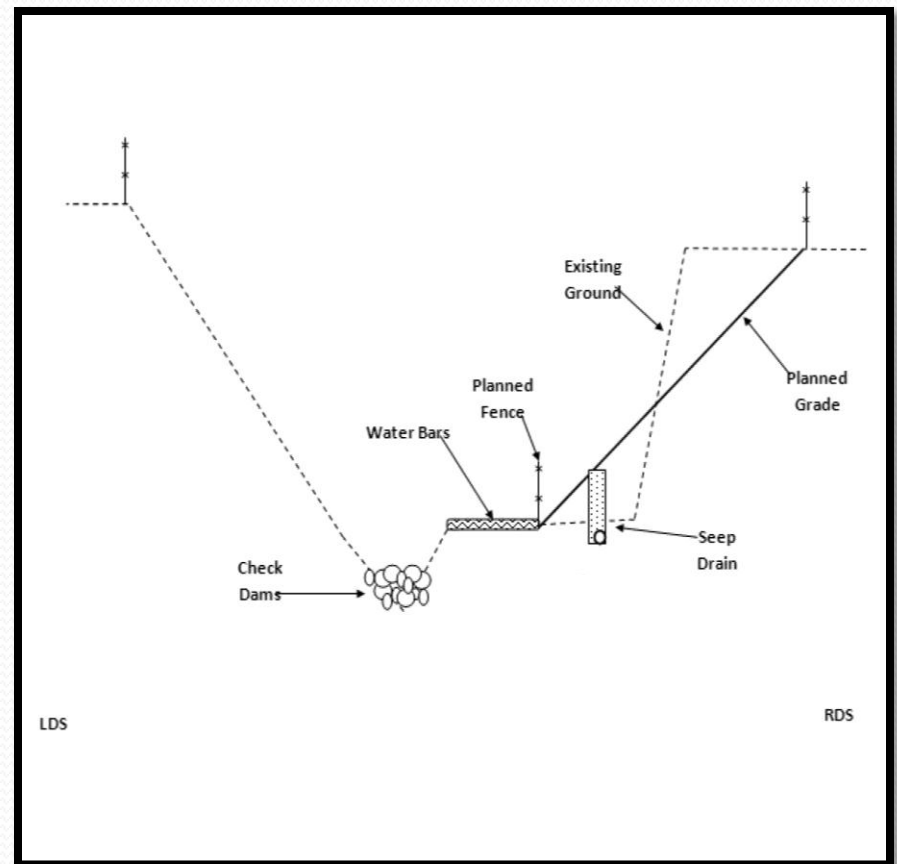 Existing
Ground
Planned
Grade
Planned
Fence
Water Bars
Seep
Drain
Check
Dams
LDS
RDS